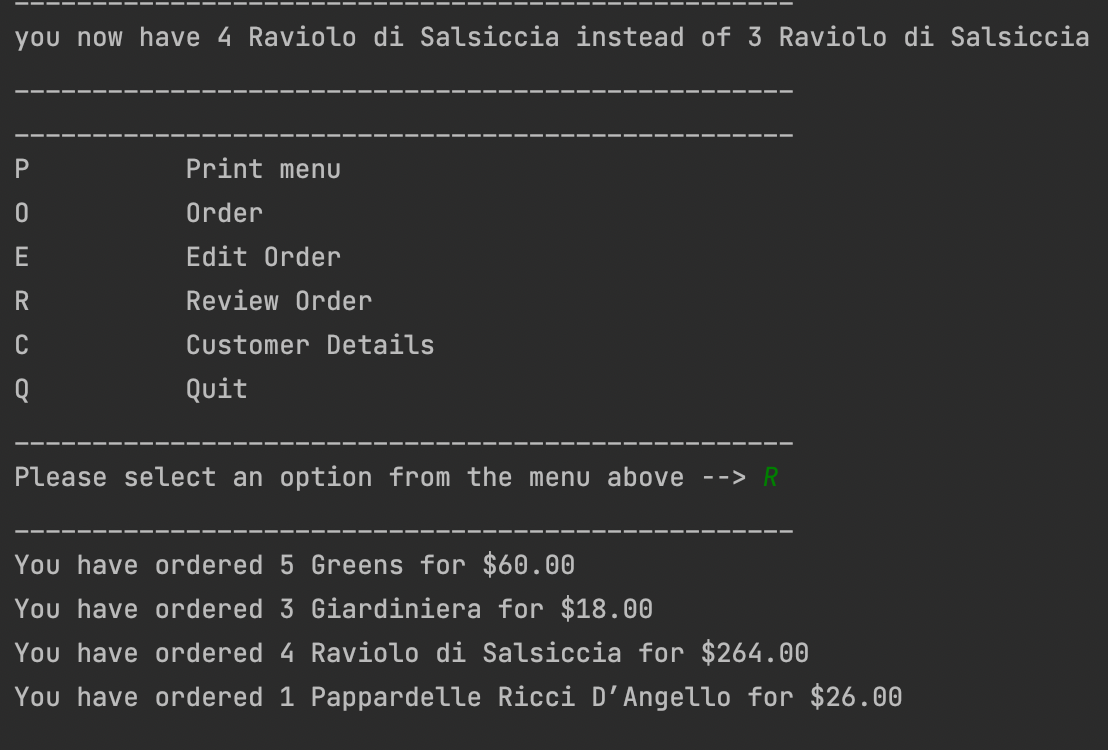 --------------------------------------------------
you now have 4 Raviolo di Salsiccia instead of 3 Raviolo di Salsiccia
--------------------------------------------------
--------------------------------------------------
P          Print menu
O          Order
E          Edit Order
R          Review Order
C          Customer Details
Q          Quit
--------------------------------------------------
Please select an option from the menu above --> R
--------------------------------------------------
You have ordered 5 Greens for $60.00
You have ordered 3 Giardiniera for $18.00
You have ordered 4 Raviolo di Salsiccia for $264.00
You have ordered 1 Pappardelle Ricci D’Angello for $26.00